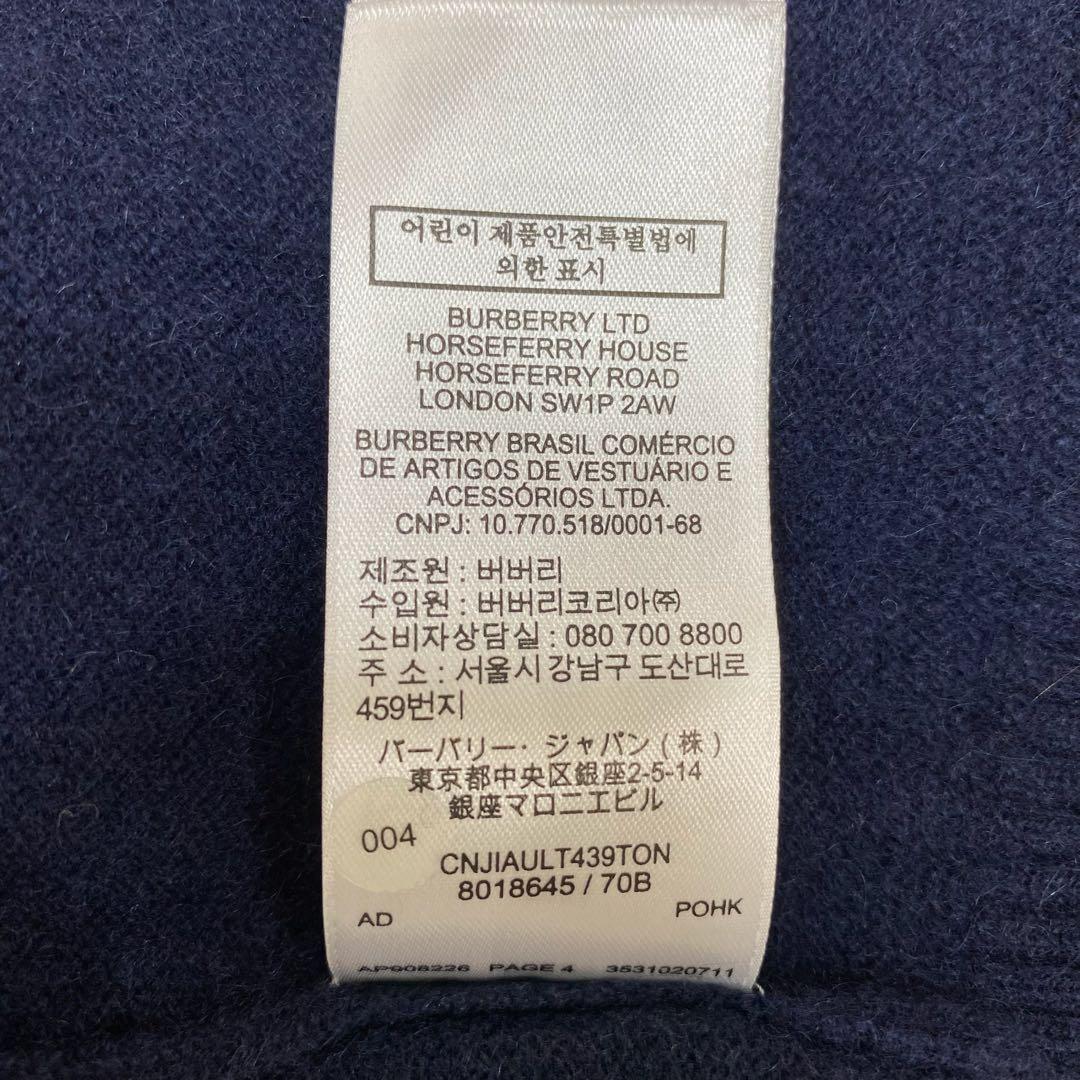 어린이 제품안전특별법에
의한 표시
BURBERRY LTD
HORSEFERRY HOUSE
HORSEFERRY ROAD
LONDON SW1P 2AW
BURBERRY BRASIL COMÉRCIO
DE ARTIGOS DE VESTUÁRIO E
ACESSÓRIOS LTDA.
CNPJ: 10.770.518/0001-68
제조원 : 버버리
수입원 : 버버리코리아㈜
소비자상담실 : 080 700 8800
주 소 : 서울시 강남구 도산대로
459번지
バーバリー・ジャパン(株)
東京都中央区銀座2-5-14
銀座マロニエビル
004
CNJIAULT439TON
8018645 / 70B
AD POHK
AP908226 PAGE 4 3531020711